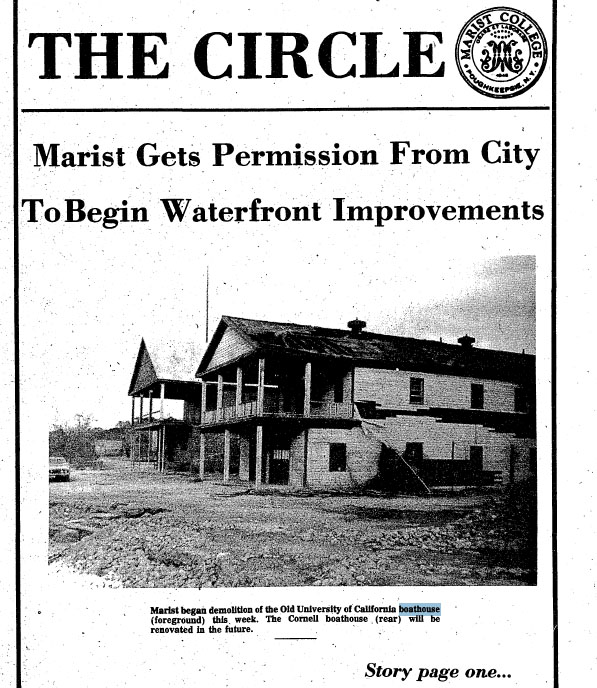 THE CIRCLE
MARIST COLLEGE
POUGHKEEPSIE, N.Y.
Marist Gets Permission From City
To Begin Waterfront Improvements
Marist began demolition of the Old University of California boathouse
(foreground) this week. The Cornell boathouse (rear) will be
renovated in the future.
Story page one...